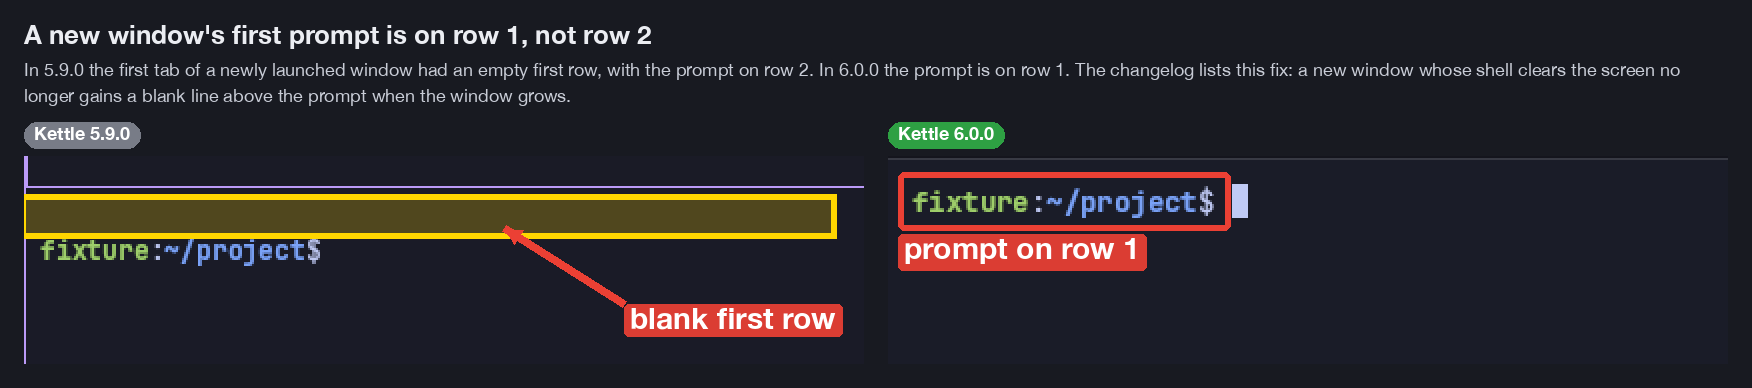 A new window's first prompt is on row 1, not row 2
In 5.9.0 the first tab of a newly launched window had an empty first row, with the prompt on row 2. In 6.0.0 the prompt is on row 1. The changelog lists this fix: a new window whose shell clears the screen no
longer gains a blank line above the prompt when the window grows.
Kettle 5.9.0
fixture:~/project$
blank first row
Kettle 6.0.0
fixture:~/project$
prompt on row 1